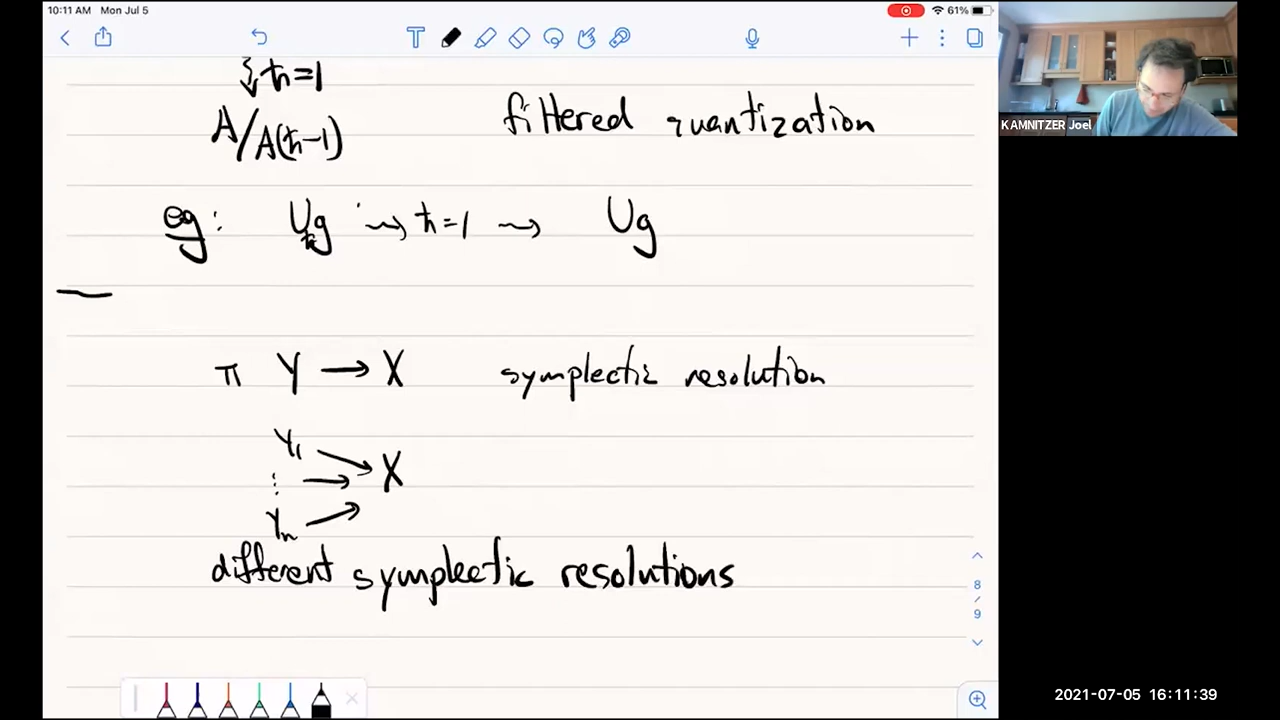 10:11 AM Mon Jul 5
61%
T
ħ=1
A/A(ħ-1)
filtered quantization
eg: U_ħ g ⇝ ħ=1 ⇝ Ug
π Y → X symplectic resolution
Y₁
⋮ → X
Yₙ
different symplectic resolutions
8
/
9
KAMNITZER Joel
2021-07-05 16:11:39